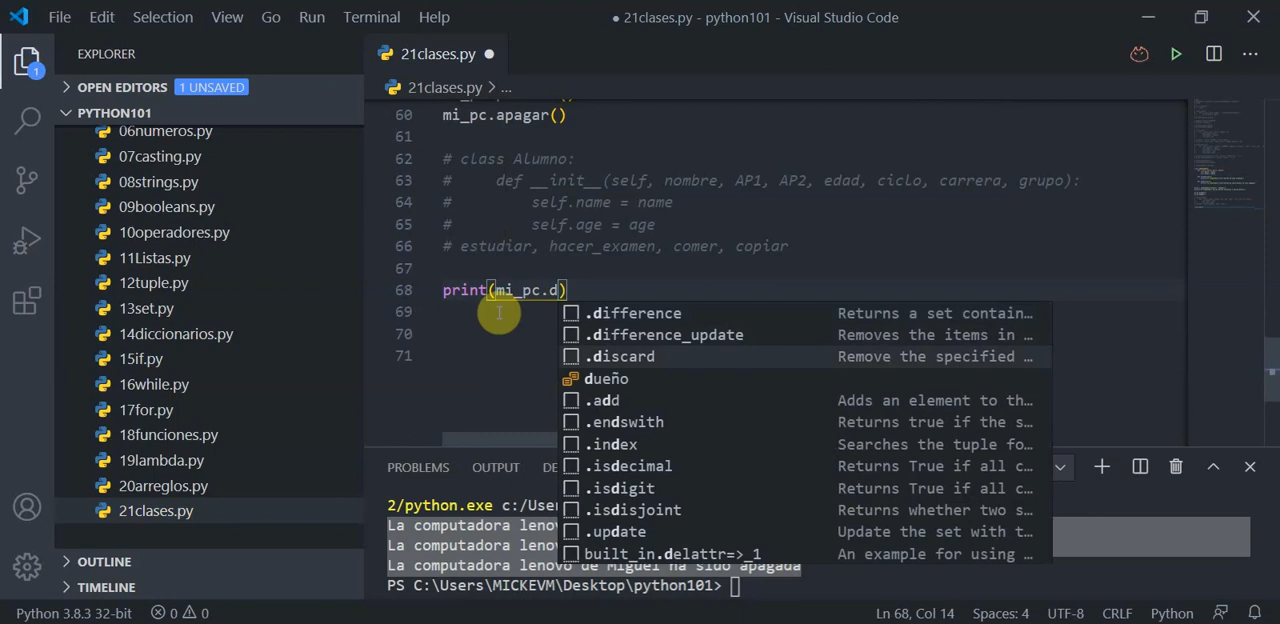 File Edit Selection View Go Run Terminal Help
● 21clases.py - python101 - Visual Studio Code
EXPLORER
OPEN EDITORS 1 UNSAVED
PYTHON101
06numeros.py
07casting.py
08strings.py
09booleans.py
10operadores.py
11Listas.py
12tuple.py
13set.py
14diccionarios.py
15if.py
16while.py
17for.py
18funciones.py
19lambda.py
20arreglos.py
21clases.py
OUTLINE
TIMELINE
1
21clases.py ●
21clases.py > ...
60 mi_pc.apagar()
61
62 # class Alumno:
63 #     def __init__(self, nombre, AP1, AP2, edad, ciclo, carrera, grupo):
64 #         self.name = name
65 #         self.age = age
66 # estudiar, hacer_examen, comer, copiar
67
68 print(mi_pc.d)
69
70
71
.difference Returns a set contain…
.difference_update Removes the items in …
.discard Remove the specified …
dueño
.add Adds an element to th…
.endswith Returns true if the s…
.index Searches the tuple fo…
.isdecimal Returns True if all c…
.isdigit Returns True if all c…
.isdisjoint Returns whether two s…
.update Update the set with t…
built_in.delattr=>_1 An example for using …
PROBLEMS OUTPUT DE
2/python.exe c:/Use
La computadora leno
La computadora leno
La computadora lenovo de Miguel ha sido apagada
PS C:\Users\MICKEVM\Desktop\python101>
Python 3.8.3 32-bit 0 0 Ln 68, Col 14 Spaces: 4 UTF-8 CRLF Python